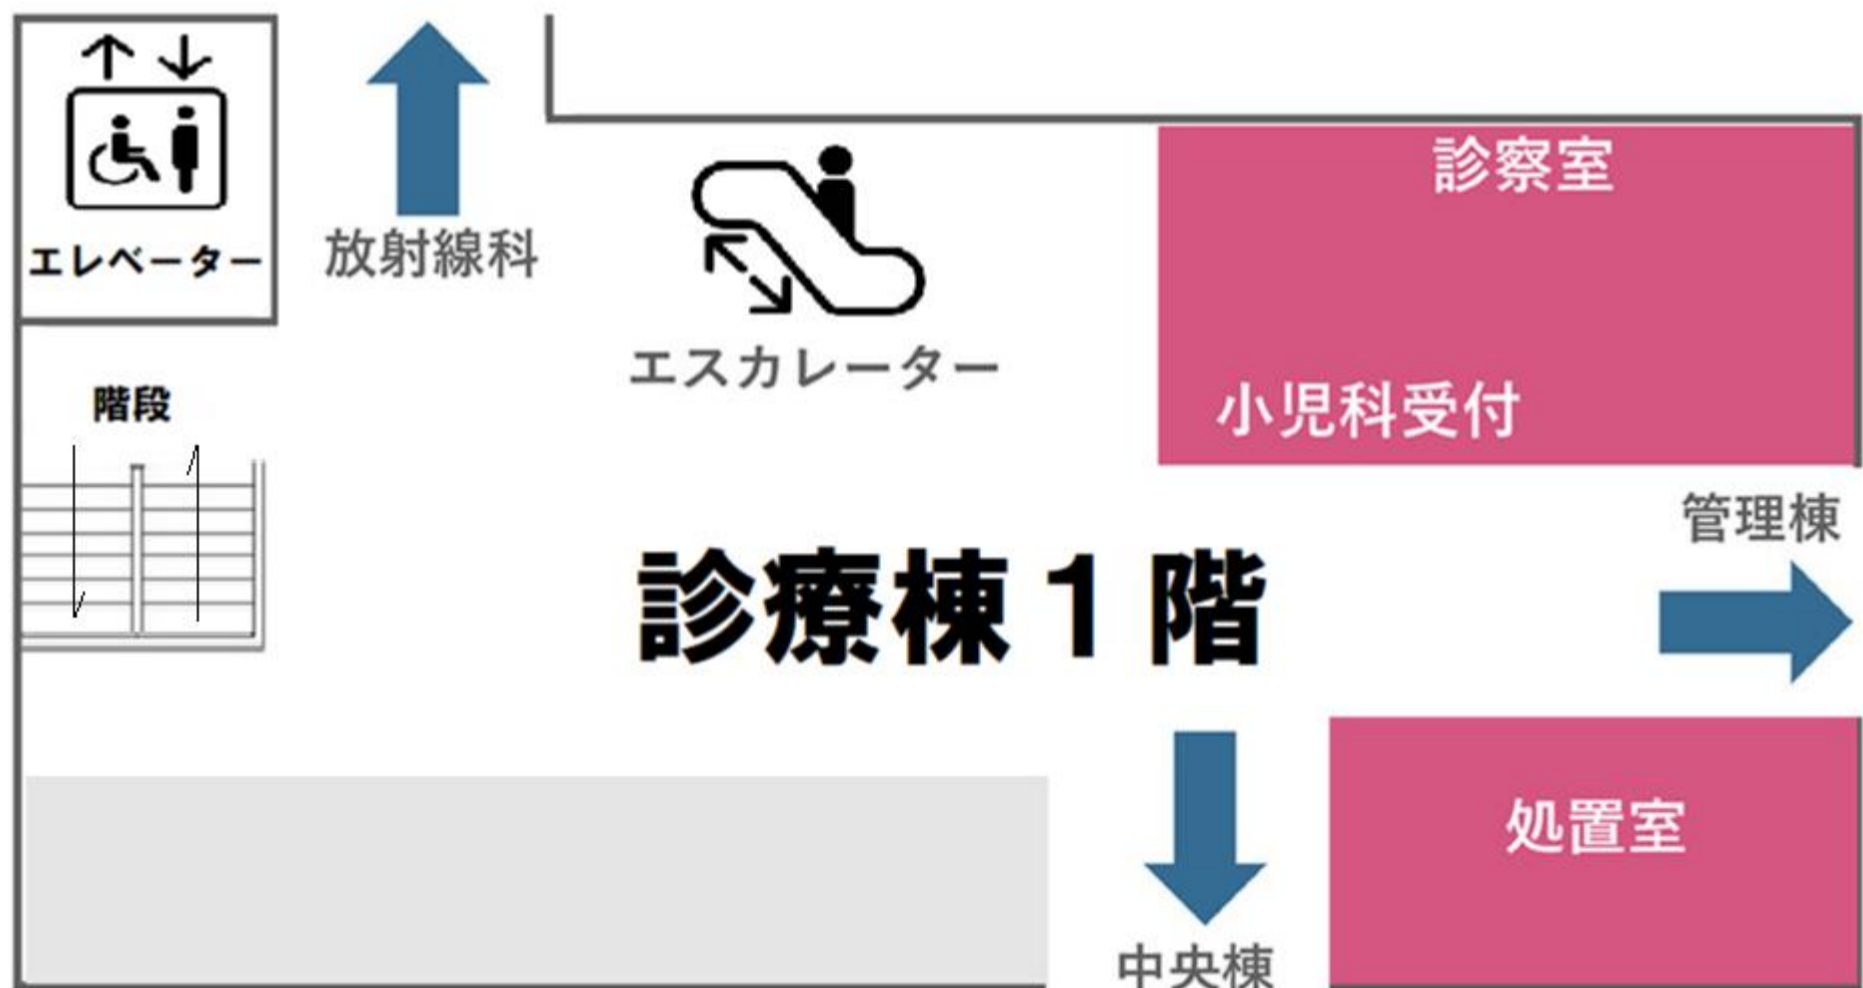 診察室
エレベーター
放射線科
エスカレーター
階段
小児科受付
管理棟
診療棟1階
処置室
中央棟